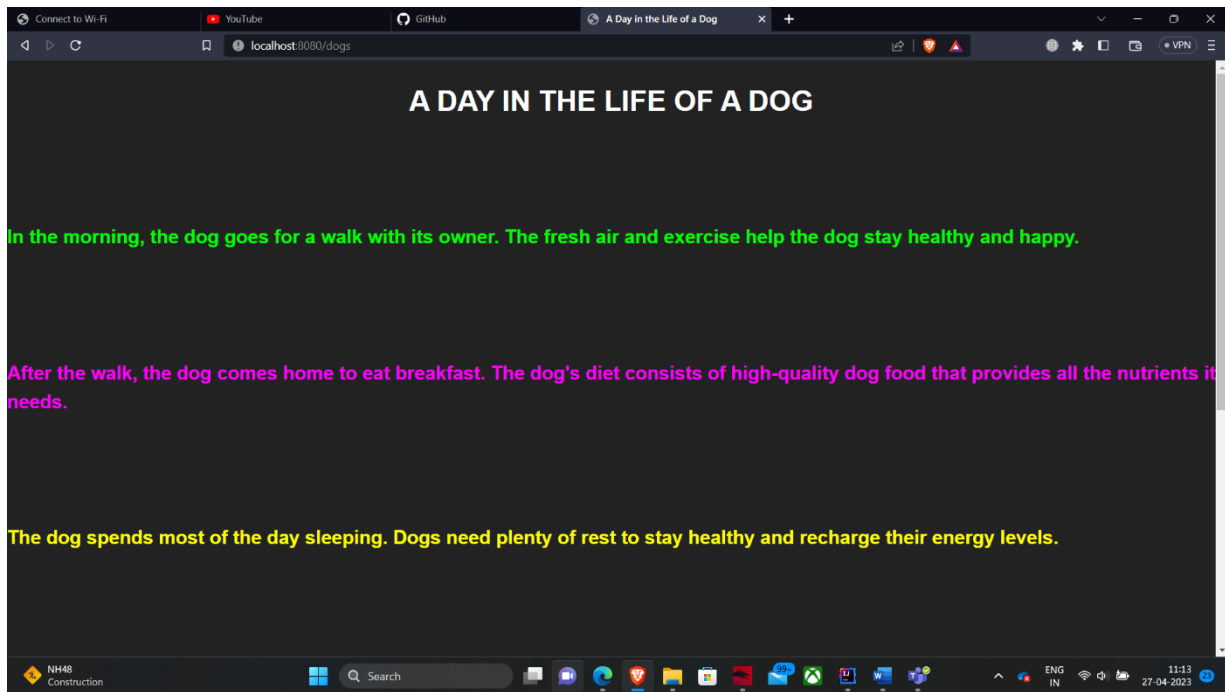 Connect to Wi-Fi YouTube GitHub A Day in the Life of a Dog
localhost:8080/dogs VPN
A DAY IN THE LIFE OF A DOG
In the morning, the dog goes for a walk with its owner. The fresh air and exercise help the dog stay healthy and happy.
After the walk, the dog comes home to eat breakfast. The dog's diet consists of high-quality dog food that provides all the nutrients it
needs.
The dog spends most of the day sleeping. Dogs need plenty of rest to stay healthy and recharge their energy levels.
NH48 Search 99+ ENG 11:13
Construction IN 27-04-2023 23